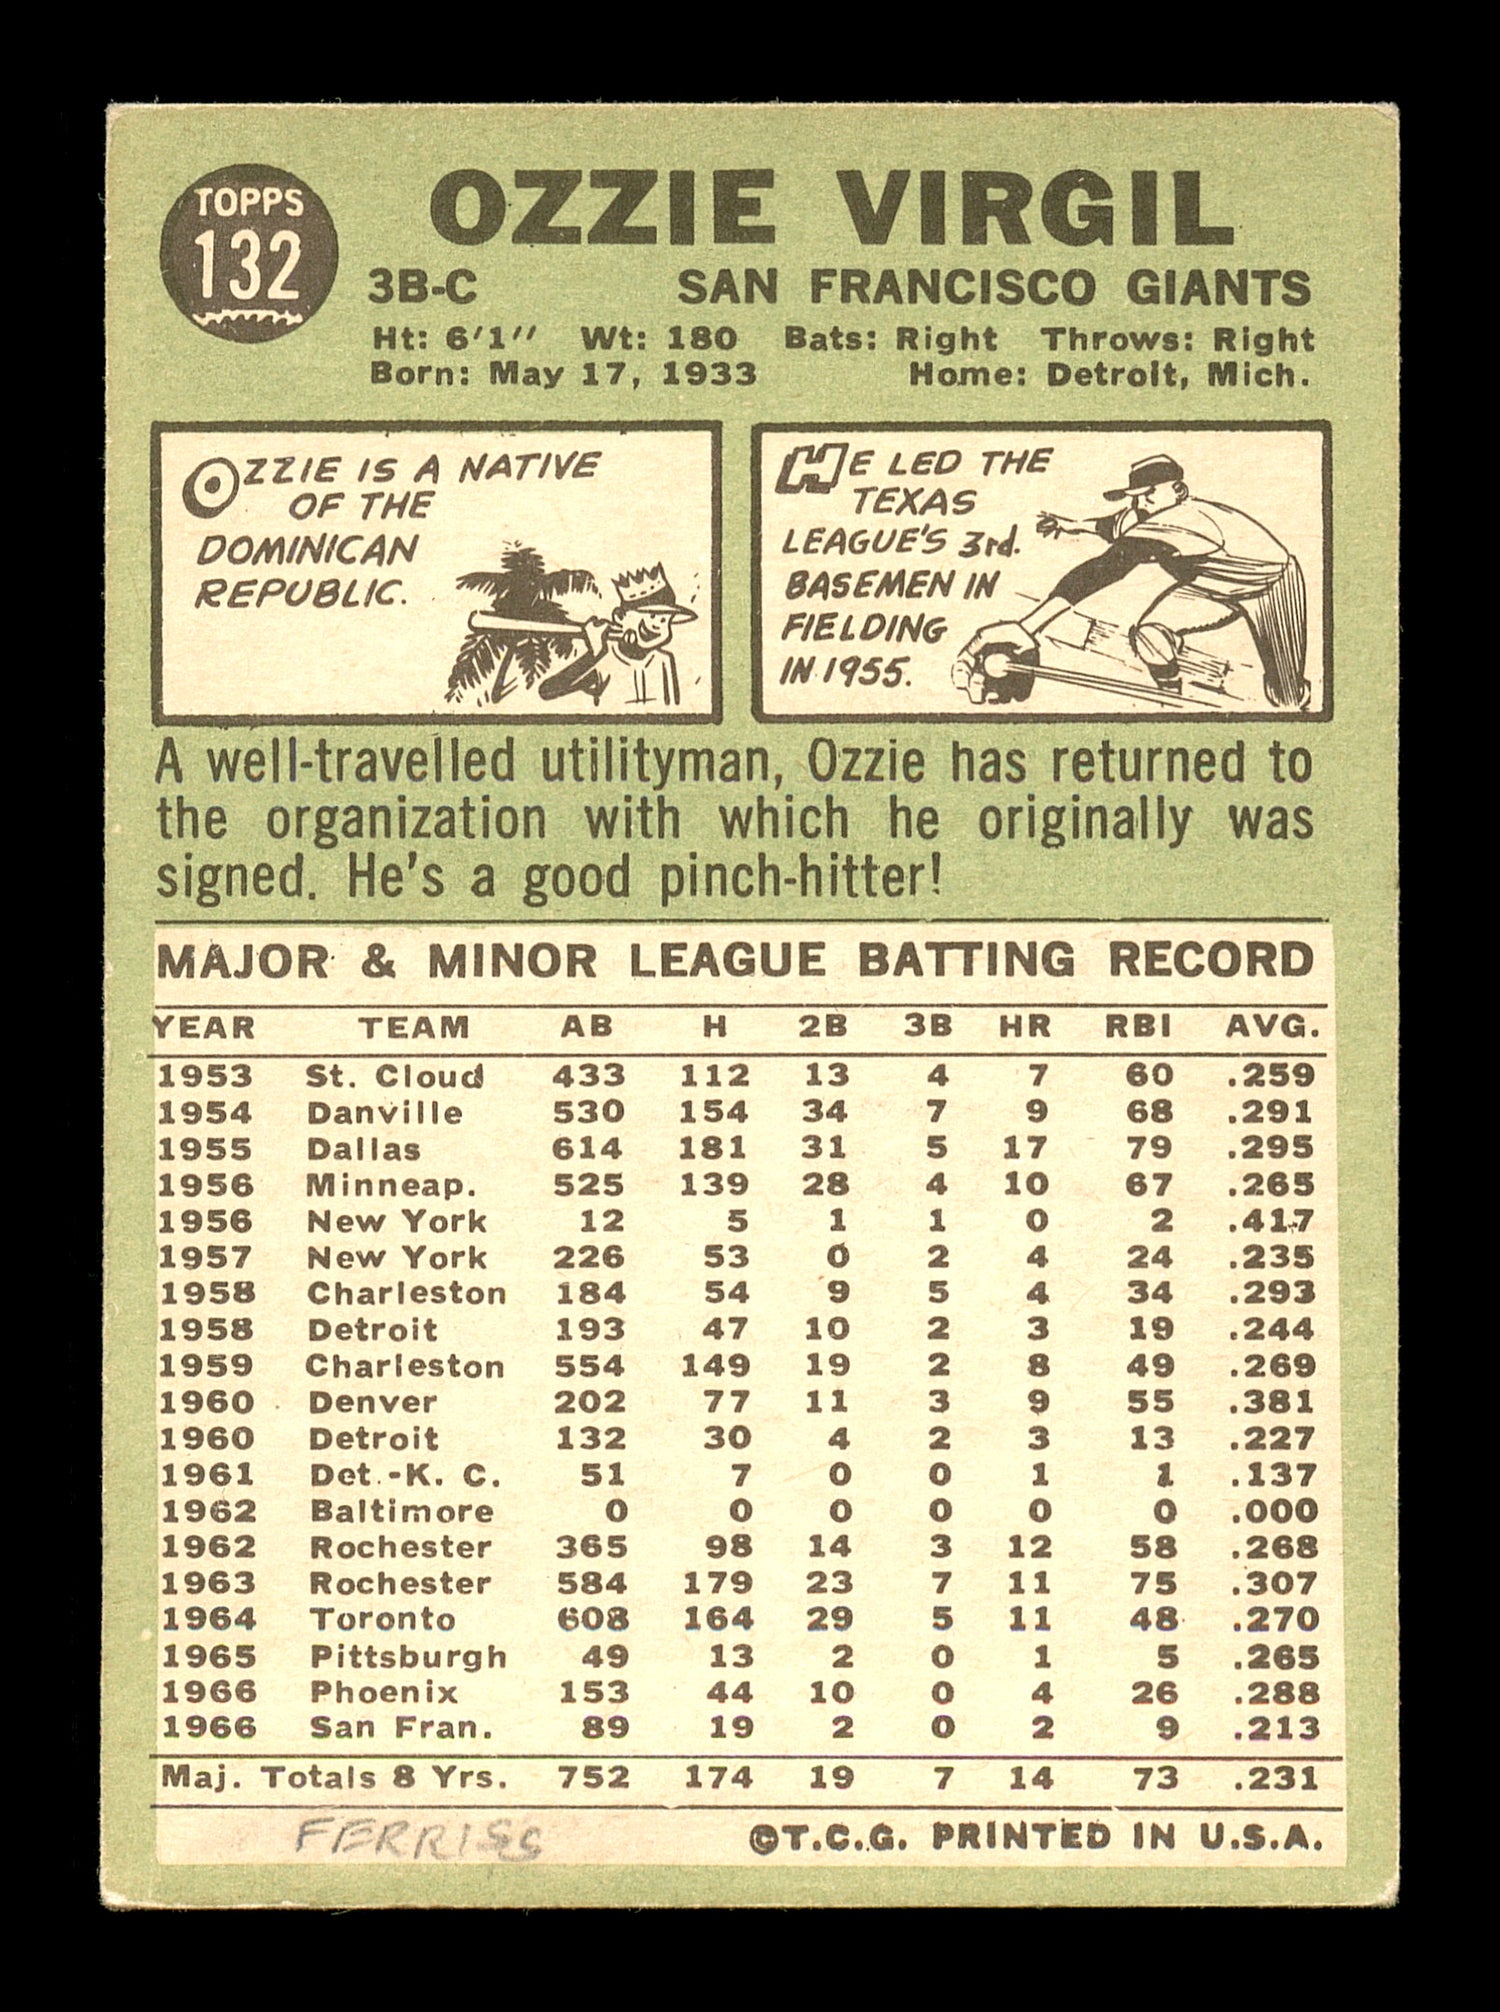 TOPPS
132
OZZIE VIRGIL
3B-C SAN FRANCISCO GIANTS
Ht: 6'1" Wt: 180 Bats: Right Throws: Right
Born: May 17, 1933 Home: Detroit, Mich.
OZZIE IS A NATIVE
OF THE
DOMINICAN
REPUBLIC.
HE LED THE
TEXAS
LEAGUE'S 3rd.
BASEMEN IN
FIELDING
IN 1955.
A well-travelled utilityman, Ozzie has returned to
the organization with which he originally was
signed. He's a good pinch-hitter!
MAJOR & MINOR LEAGUE BATTING RECORD
YEAR TEAM AB H 2B 3B HR RBI AVG.
1953 St. Cloud 433 112 13 4 7 60 .259
1954 Danville 530 154 34 7 9 68 .291
1955 Dallas 614 181 31 5 17 79 .295
1956 Minneap. 525 139 28 4 10 67 .265
1956 New York 12 5 1 1 0 2 .417
1957 New York 226 53 0 2 4 24 .235
1958 Charleston 184 54 9 5 4 34 .293
1958 Detroit 193 47 10 2 3 19 .244
1959 Charleston 554 149 19 2 8 49 .269
1960 Denver 202 77 11 3 9 55 .381
1960 Detroit 132 30 4 2 3 13 .227
1961 Det.-K. C. 51 7 0 0 1 1 .137
1962 Baltimore 0 0 0 0 0 0 .000
1962 Rochester 365 98 14 3 12 58 .268
1963 Rochester 584 179 23 7 11 75 .307
1964 Toronto 608 164 29 5 11 48 .270
1965 Pittsburgh 49 13 2 0 1 5 .265
1966 Phoenix 153 44 10 0 4 26 .288
1966 San Fran. 89 19 2 0 2 9 .213
Maj. Totals 8 Yrs. 752 174 19 7 14 73 .231
FERRISS
©T.C.G. PRINTED IN U.S.A.